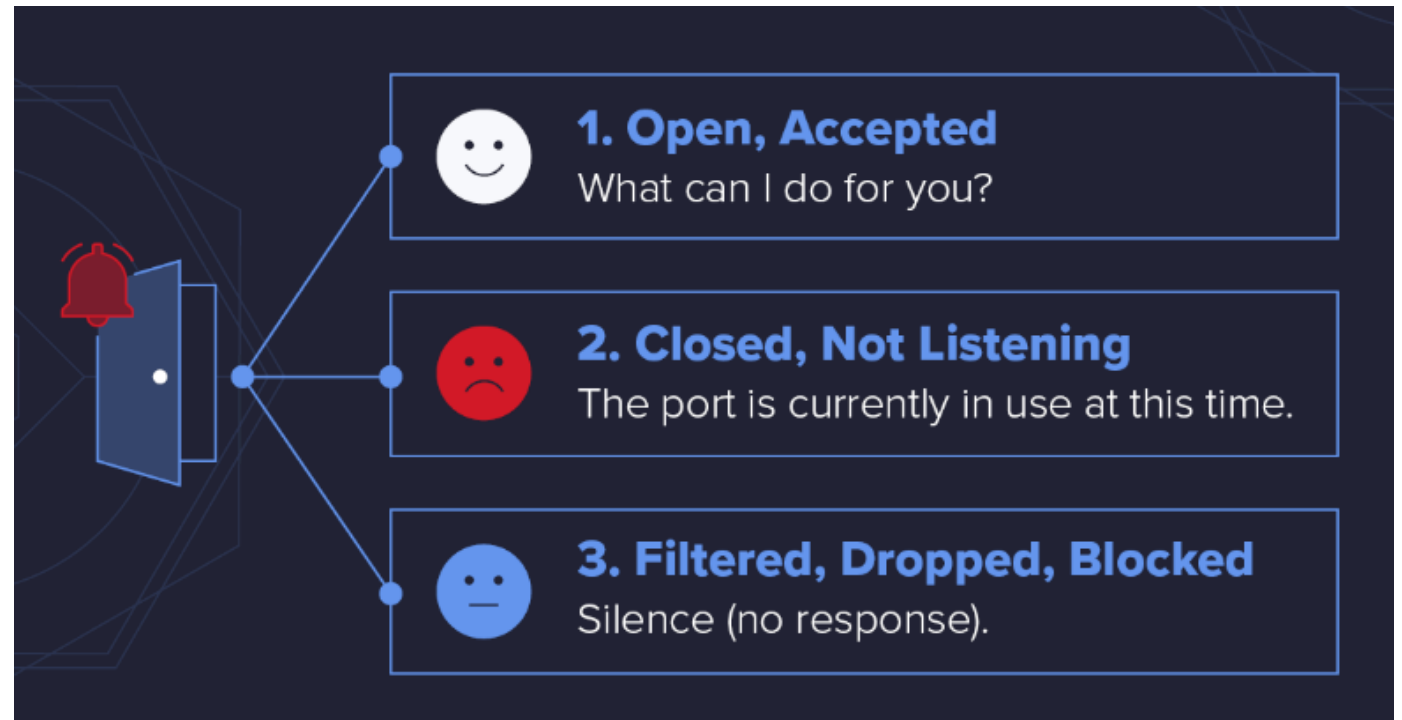 1. Open, Accepted
What can I do for you?
2. Closed, Not Listening
The port is currently in use at this time.
3. Filtered, Dropped, Blocked
Silence (no response).